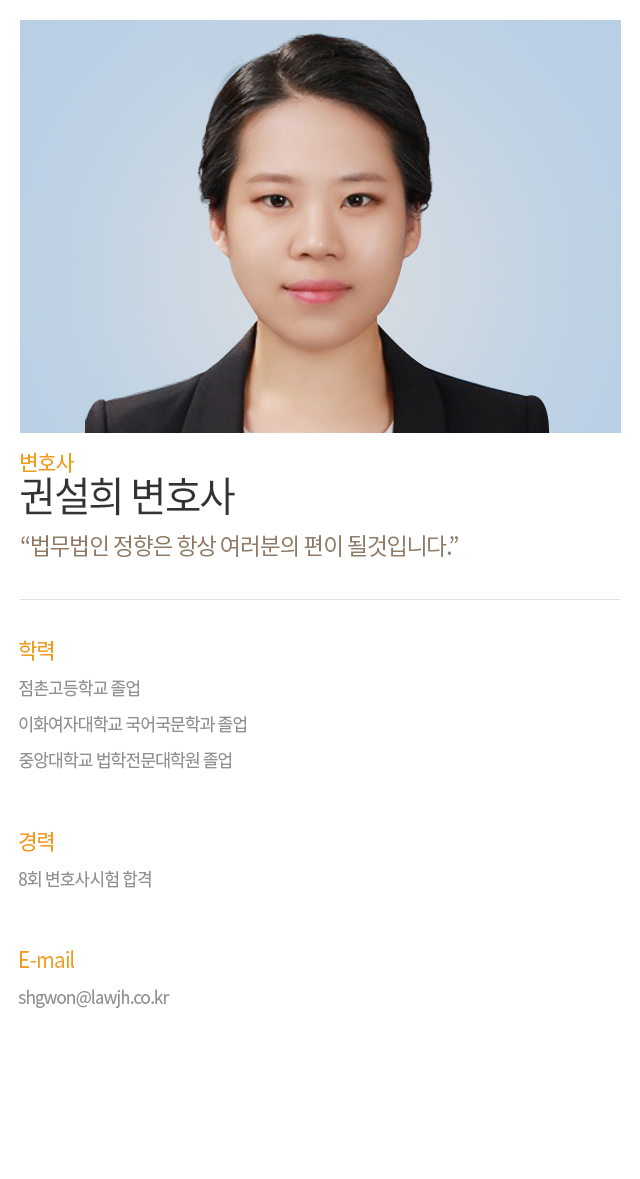 변호사
권설희 변호사
“법무법인 정향은 항상 여러분의 편이 될것입니다.”
학력
점촌고등학교 졸업
이화여자대학교 국어국문학과 졸업
중앙대학교 법학전문대학원 졸업
경력
8회 변호사시험 합격
E-mail
shgwon@lawjh.co.kr